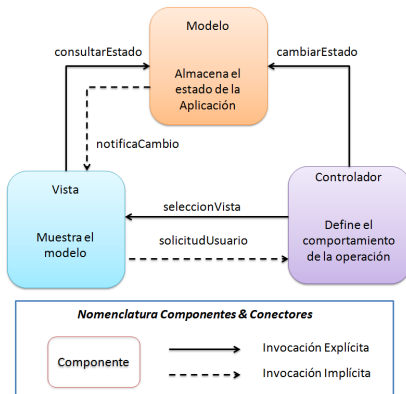 Modelo
consultarEstado
cambiarEstado
Almacena el
estado de la
Aplicación
notificaCambio
Vista
Controlador
seleccionVista
Muestra el
modelo
Define el
comportamiento
de la operación
solicitudUsuario
Nomenclatura Componentes & Conectores
Componente
Invocación Explícita
Invocación Implícita